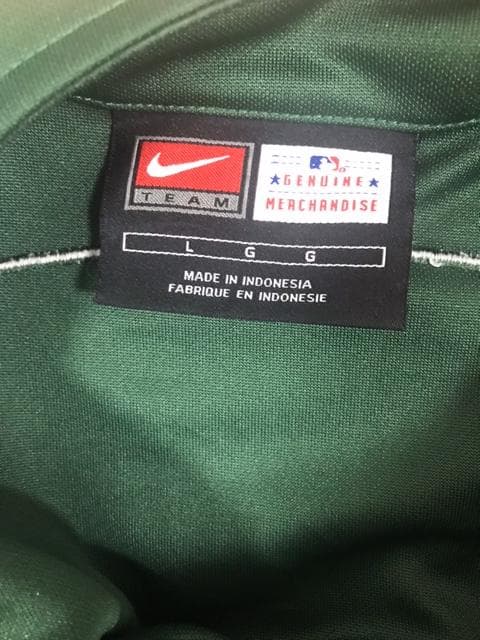 TEAM
GENUINE
MERCHANDISE
L G G
MADE IN INDONESIA
FABRIQUE EN INDONESIE